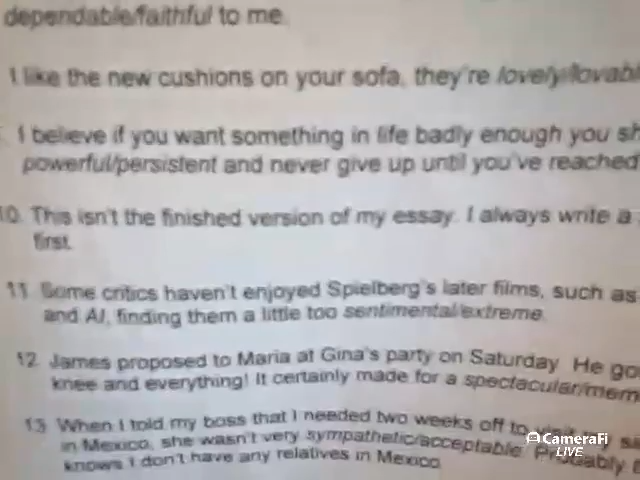 dependable/faithful to me.
I like the new cushions on your sofa, they're lovely/lovabl
I believe if you want something in life badly enough you sh
powerful/persistent and never give up until you've reached
10. This isn't the finished version of my essay. I always write a
first.
11. Some critics haven't enjoyed Spielberg's later films, such as
and AI, finding them a little too sentimental/extreme.
12. James proposed to Maria at Gina's party on Saturday. He go
knee and everything! It certainly made for a spectacular/mem
13. When I told my boss that I needed two weeks off to my
in Mexico, she wasn't very sympathetic/acceptable. Probably
knows I don't have any relatives in Mexico.
CameraFi
LIVE